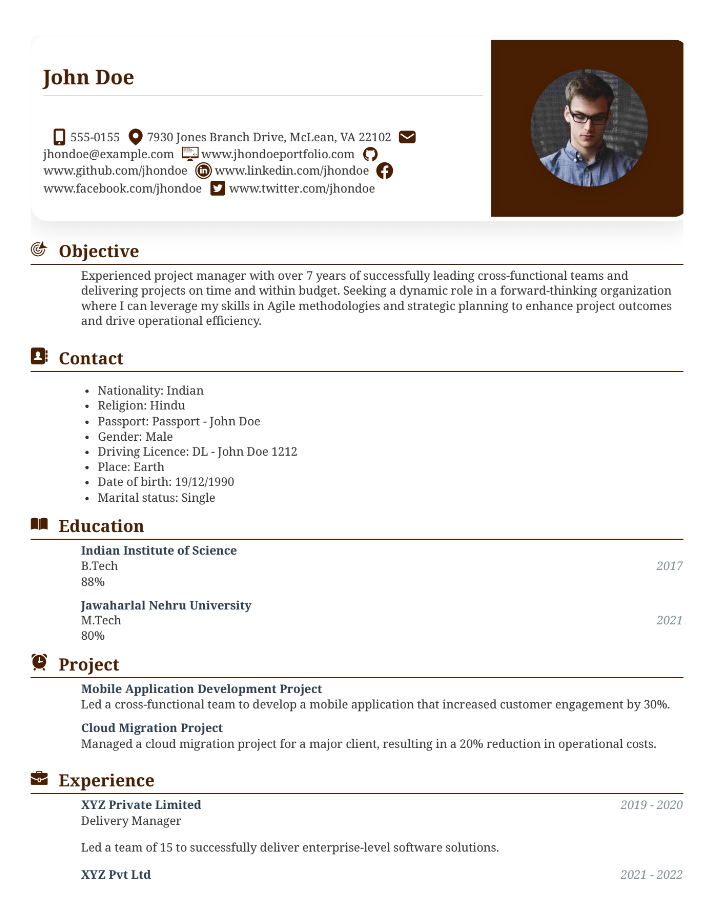 John Doe
555-0155 7930 Jones Branch Drive, McLean, VA 22102
jhondoe@example.com www.jhondoeportfolio.com
www.github.com/jhondoe www.linkedin.com/jhondoe
www.facebook.com/jhondoe www.twitter.com/jhondoe
Objective
Experienced project manager with over 7 years of successfully leading cross-functional teams and
delivering projects on time and within budget. Seeking a dynamic role in a forward-thinking organization
where I can leverage my skills in Agile methodologies and strategic planning to enhance project outcomes
and drive operational efficiency.
Contact
• Nationality: Indian
• Religion: Hindu
• Passport: Passport - John Doe
• Gender: Male
• Driving Licence: DL - John Doe 1212
• Place: Earth
• Date of birth: 19/12/1990
• Marital status: Single
Education
Indian Institute of Science
B.Tech 2017
88%
Jawaharlal Nehru University
M.Tech 2021
80%
Project
Mobile Application Development Project
Led a cross-functional team to develop a mobile application that increased customer engagement by 30%.
Cloud Migration Project
Managed a cloud migration project for a major client, resulting in a 20% reduction in operational costs.
Experience
XYZ Private Limited 2019 - 2020
Delivery Manager
Led a team of 15 to successfully deliver enterprise-level software solutions.
XYZ Pvt Ltd 2021 - 2022